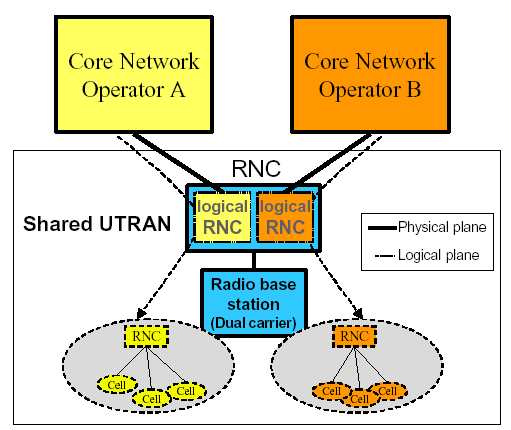 Core Network
Operator A
Core Network
Operator B
RNC
logical
RNC
logical
RNC
Shared UTRAN
Physical plane
Logical plane
Radio base
station
(Dual carrier)
RNC
Cell
Cell
Cell
RNC
Cell
Cell
Cell